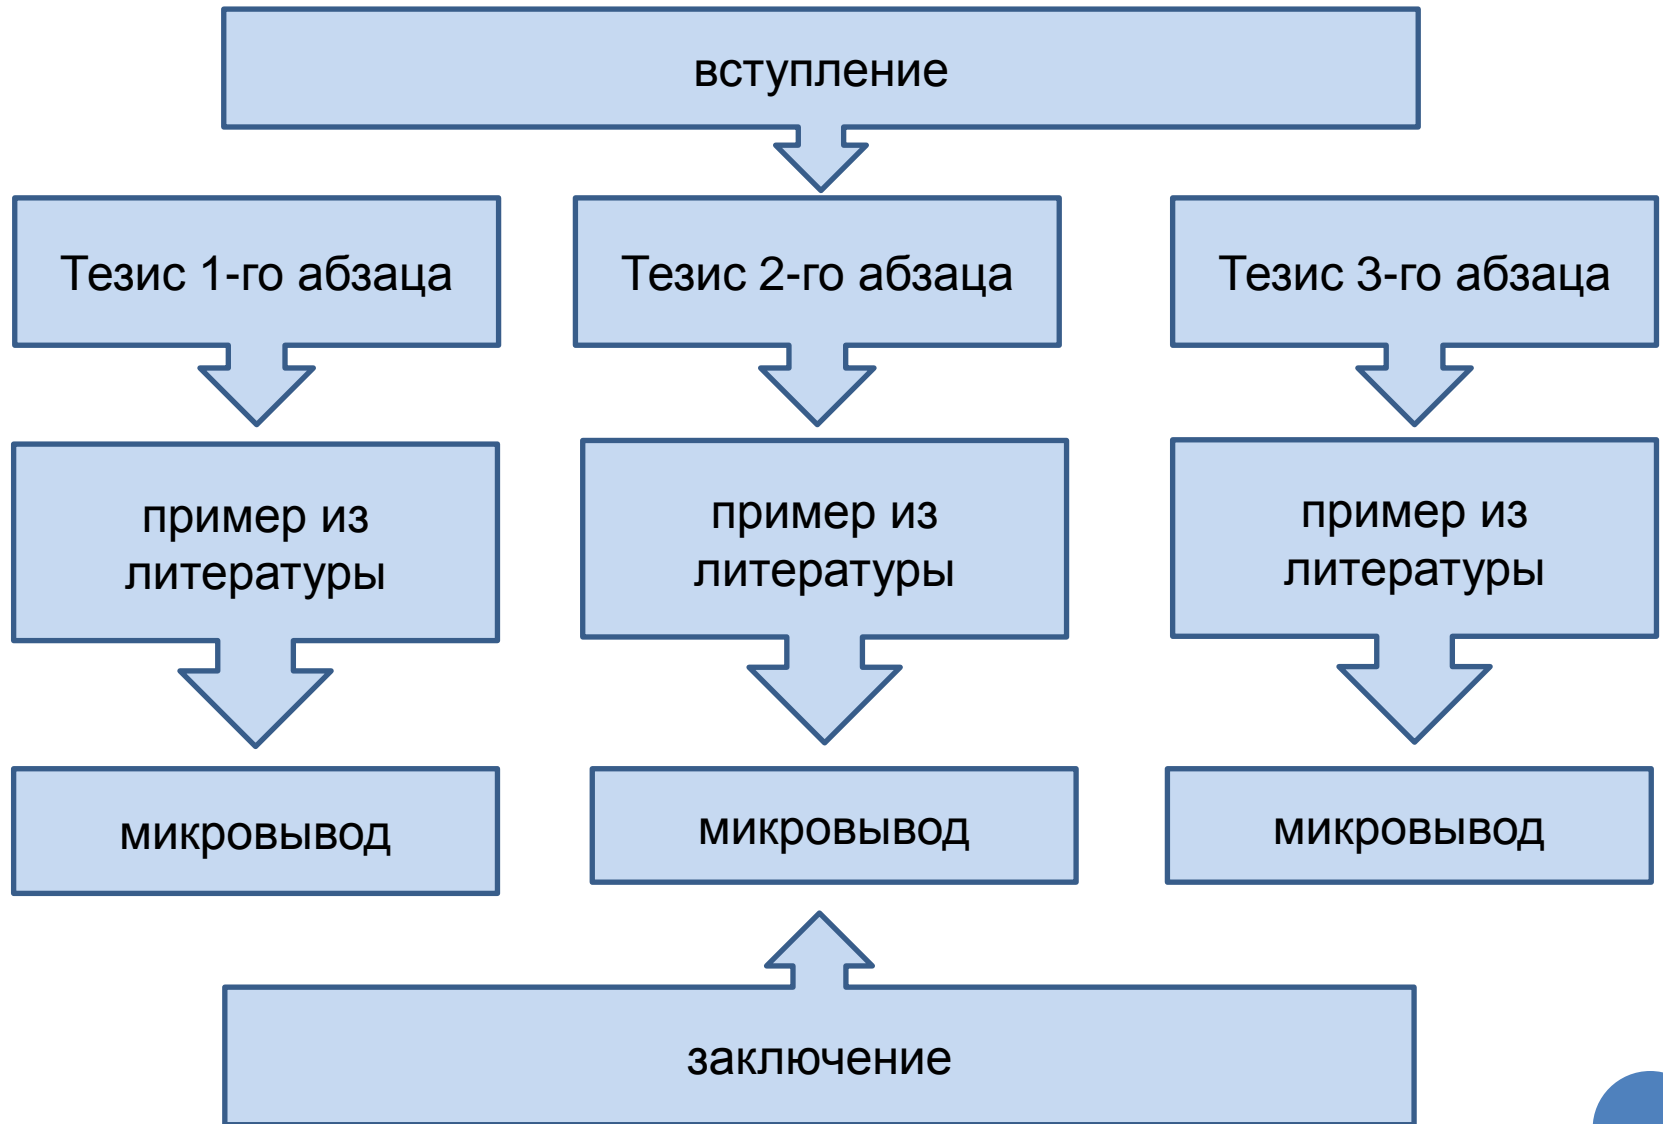 вступление
Тезис 1-го абзаца
Тезис 2-го абзаца
Тезис 3-го абзаца
пример из
литературы
пример из
литературы
пример из
литературы
микровывод
микровывод
микровывод
заключение